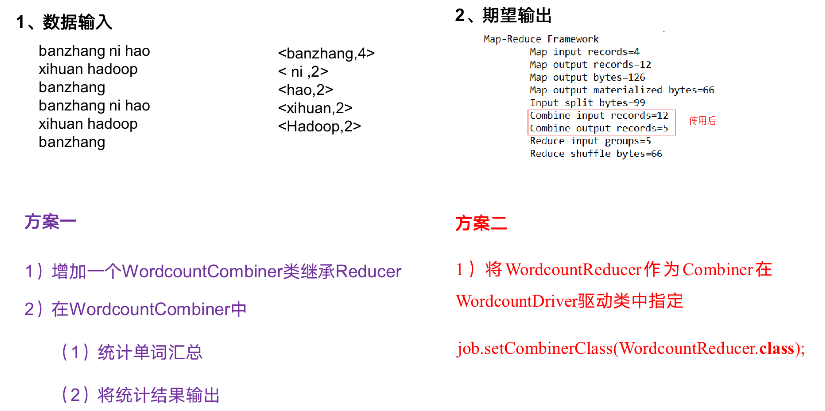 1、数据输入
banzhang ni hao
xihuan hadoop
banzhang
banzhang ni hao
xihuan hadoop
banzhang
<banzhang,4>
< ni ,2>
<hao,2>
<xihuan,2>
<Hadoop,2>
2、期望输出
Map-Reduce Framework
Map input records=4
Map output records=12
Map output bytes=126
Map output materialized bytes=66
Input split bytes=99
Combine input records=12
Combine output records=5
使用后
Reduce input groups=5
Reduce shuffle bytes=66
方案一
1）增加一个WordcountCombiner类继承Reducer
2）在WordcountCombiner中
（1）统计单词汇总
（2）将统计结果输出
方案二
1）将WordcountReducer作为Combiner在
WordcountDriver驱动类中指定
job.setCombinerClass(WordcountReducer.class);